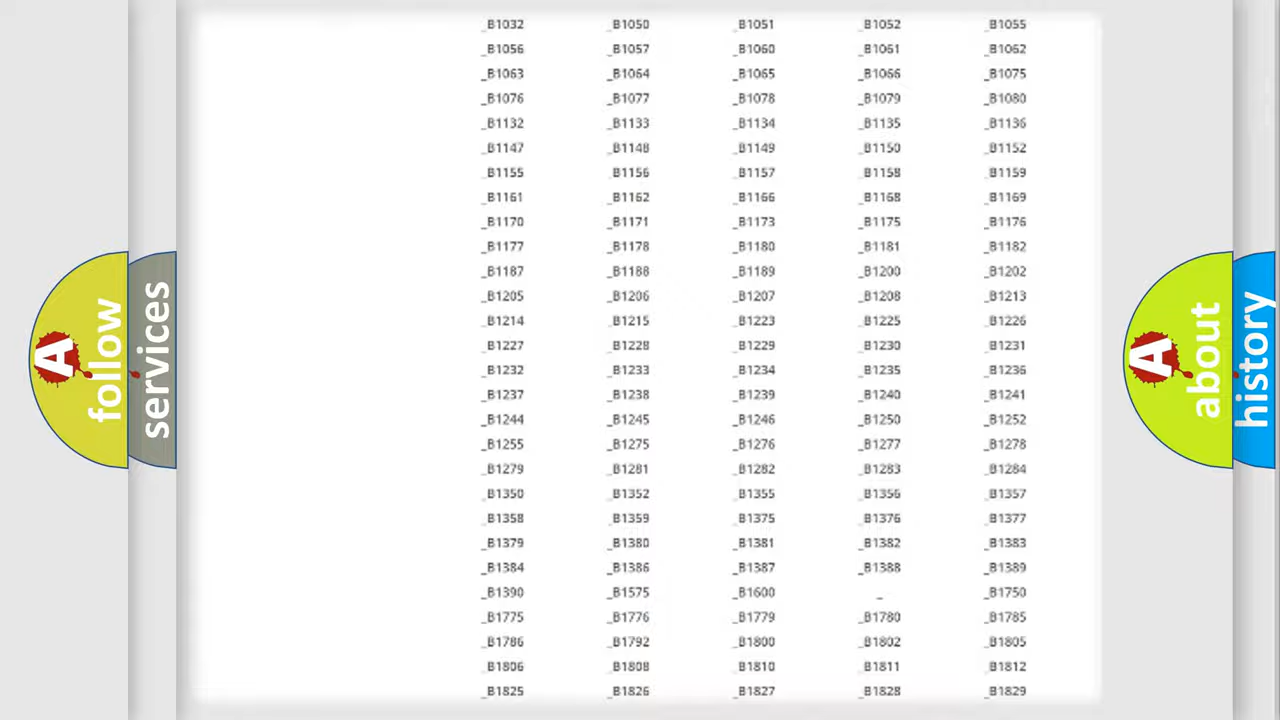 _B1032 _B1050 _B1051 _B1052 _B1055
_B1056 _B1057 _B1060 _B1061 _B1062
_B1063 _B1064 _B1065 _B1066 _B1075
_B1076 _B1077 _B1078 _B1079 _B1080
_B1132 _B1133 _B1134 _B1135 _B1136
_B1147 _B1148 _B1149 _B1150 _B1152
_B1155 _B1156 _B1157 _B1158 _B1159
_B1161 _B1162 _B1166 _B1168 _B1169
_B1170 _B1171 _B1173 _B1175 _B1176
_B1177 _B1178 _B1180 _B1181 _B1182
_B1187 _B1188 _B1189 _B1200 _B1202
_B1205 _B1206 _B1207 _B1208 _B1213
_B1214 _B1215 _B1223 _B1225 _B1226
_B1227 _B1228 _B1229 _B1230 _B1231
_B1232 _B1233 _B1234 _B1235 _B1236
_B1237 _B1238 _B1239 _B1240 _B1241
_B1244 _B1245 _B1246 _B1250 _B1252
_B1255 _B1275 _B1276 _B1277 _B1278
_B1279 _B1281 _B1282 _B1283 _B1284
_B1350 _B1352 _B1355 _B1356 _B1357
_B1358 _B1359 _B1375 _B1376 _B1377
_B1379 _B1380 _B1381 _B1382 _B1383
_B1384 _B1386 _B1387 _B1388 _B1389
_B1390 _B1575 _B1600 _ _B1750
_B1775 _B1776 _B1779 _B1780 _B1785
_B1786 _B1792 _B1800 _B1802 _B1805
_B1806 _B1808 _B1810 _B1811 _B1812
_B1825 _B1826 _B1827 _B1828 _B1829
A follow
services
A about
history